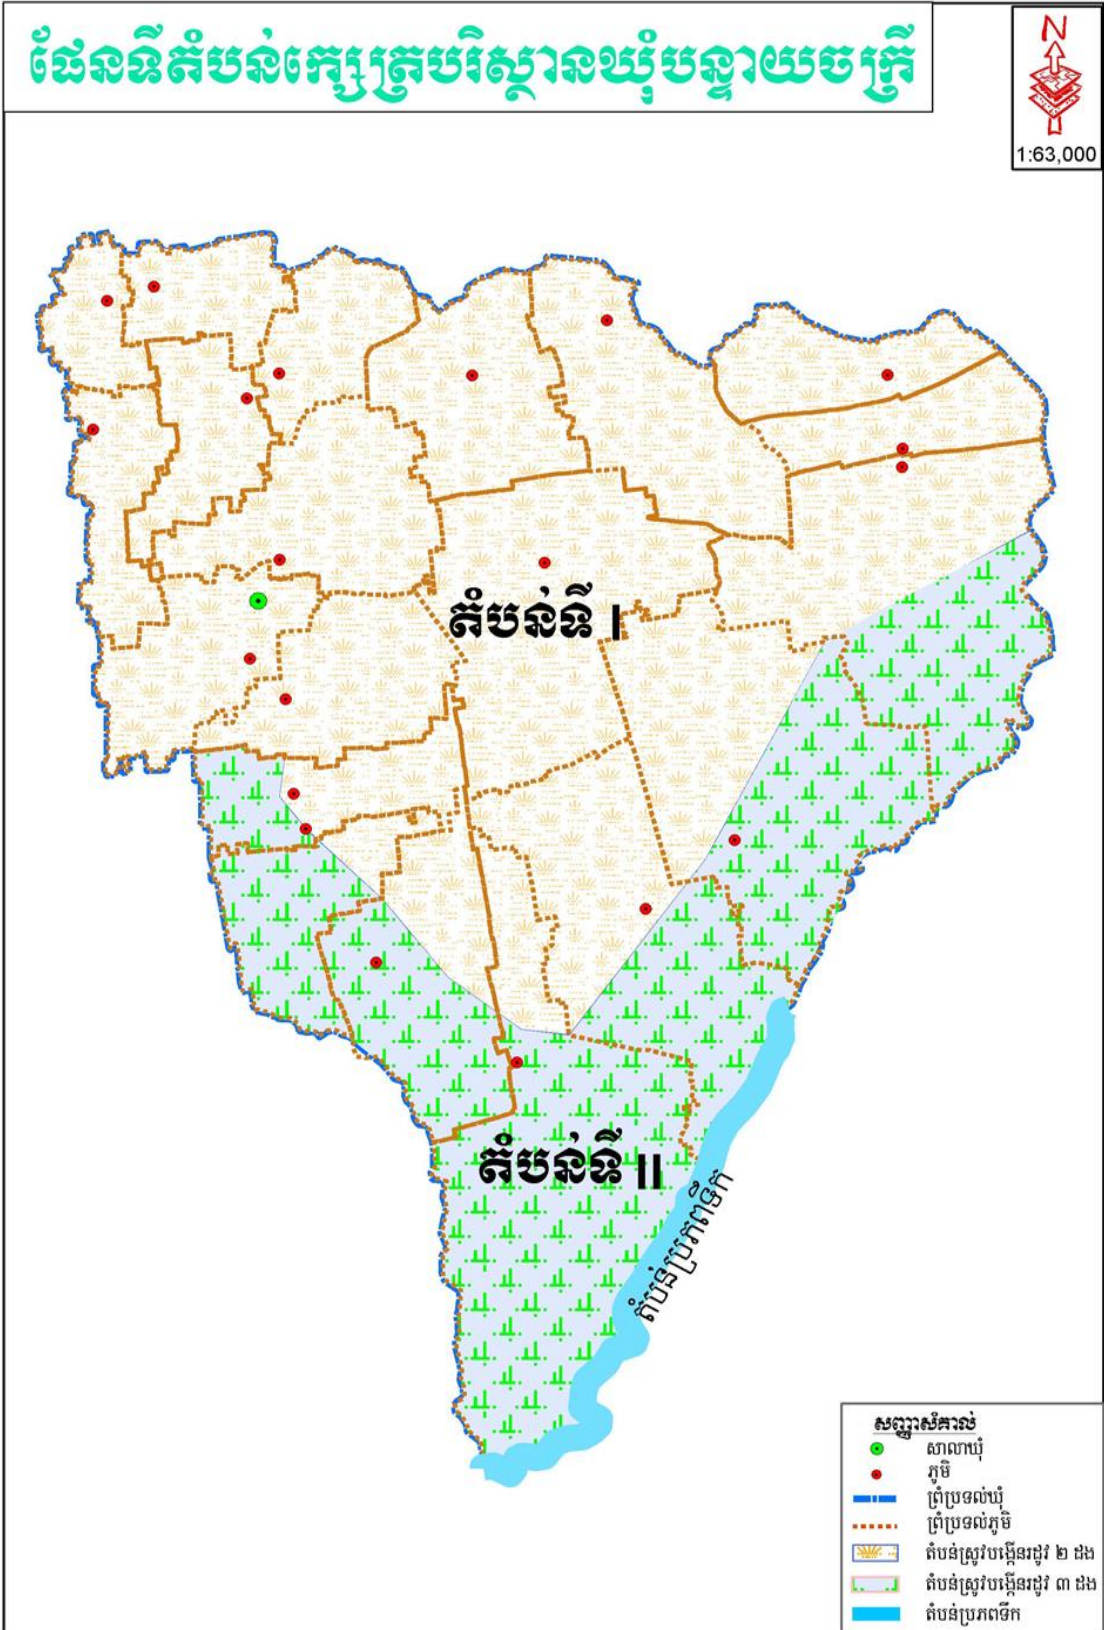 ផែនទីតំបន់ក្សេត្របរិស្ថានឃុំបន្ទាយចក្រី
N
1:63,000
តំបន់ទី I
តំបន់ទី II
តំបន់ប្រភពទឹក
សញ្ញាសំគាល់
សាលាឃុំ
ភូមិ
ព្រំប្រទល់ឃុំ
ព្រំប្រទល់ភូមិ
តំបន់ស្រូវបង្កើនរដូវ ២ ដង
តំបន់ស្រូវបង្កើនរដូវ ៣ ដង
តំបន់ប្រភពទឹក